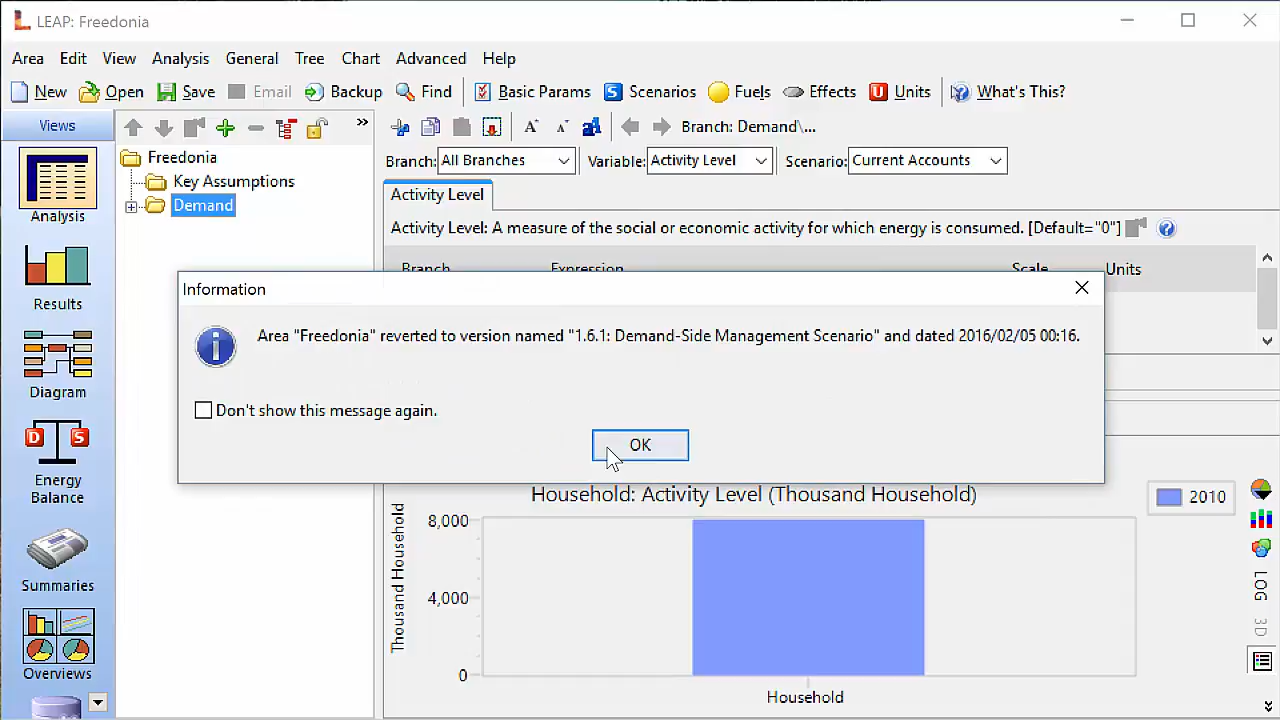 LEAP: Freedonia
Area Edit View Analysis General Tree Chart Advanced Help
New Open Save Email Backup Find Basic Params Scenarios Fuels Effects Units What's This?
Views
Branch: Demand\...
Branch: All Branches Variable: Activity Level Scenario: Current Accounts
Freedonia
Key Assumptions
Demand
Analysis
Results
Diagram
Energy
Balance
Summaries
Overviews
Activity Level
Activity Level: A measure of the social or economic activity for which energy is consumed. [Default="0"]
Branch Expression Scale Units
Information
Area "Freedonia" reverted to version named "1.6.1: Demand-Side Management Scenario" and dated 2016/02/05 00:16.
Don't show this message again.
OK
Household: Activity Level (Thousand Household)
2010
Thousand Household
8,000
4,000
0
Household
LOG
3D